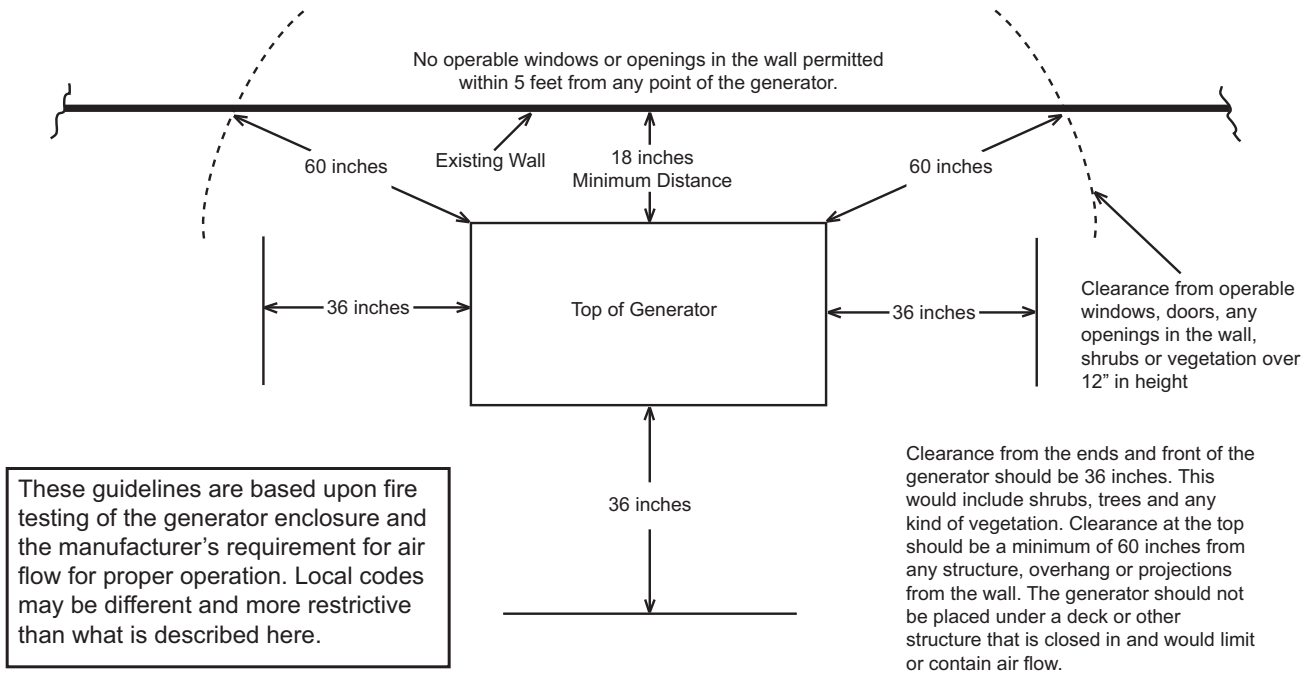 No operable windows or openings in the wall permitted
within 5 feet from any point of the generator.
60 inches
Existing Wall
18 inches
Minimum Distance
60 inches
36 inches
Top of Generator
36 inches
Clearance from operable
windows, doors, any
openings in the wall,
shrubs or vegetation over
12” in height
36 inches
These guidelines are based upon fire
testing of the generator enclosure and
the manufacturer’s requirement for air
flow for proper operation. Local codes
may be different and more restrictive
than what is described here.
Clearance from the ends and front of the
generator should be 36 inches. This
would include shrubs, trees and any
kind of vegetation. Clearance at the top
should be a minimum of 60 inches from
any structure, overhang or projections
from the wall. The generator should not
be placed under a deck or other
structure that is closed in and would limit
or contain air flow.